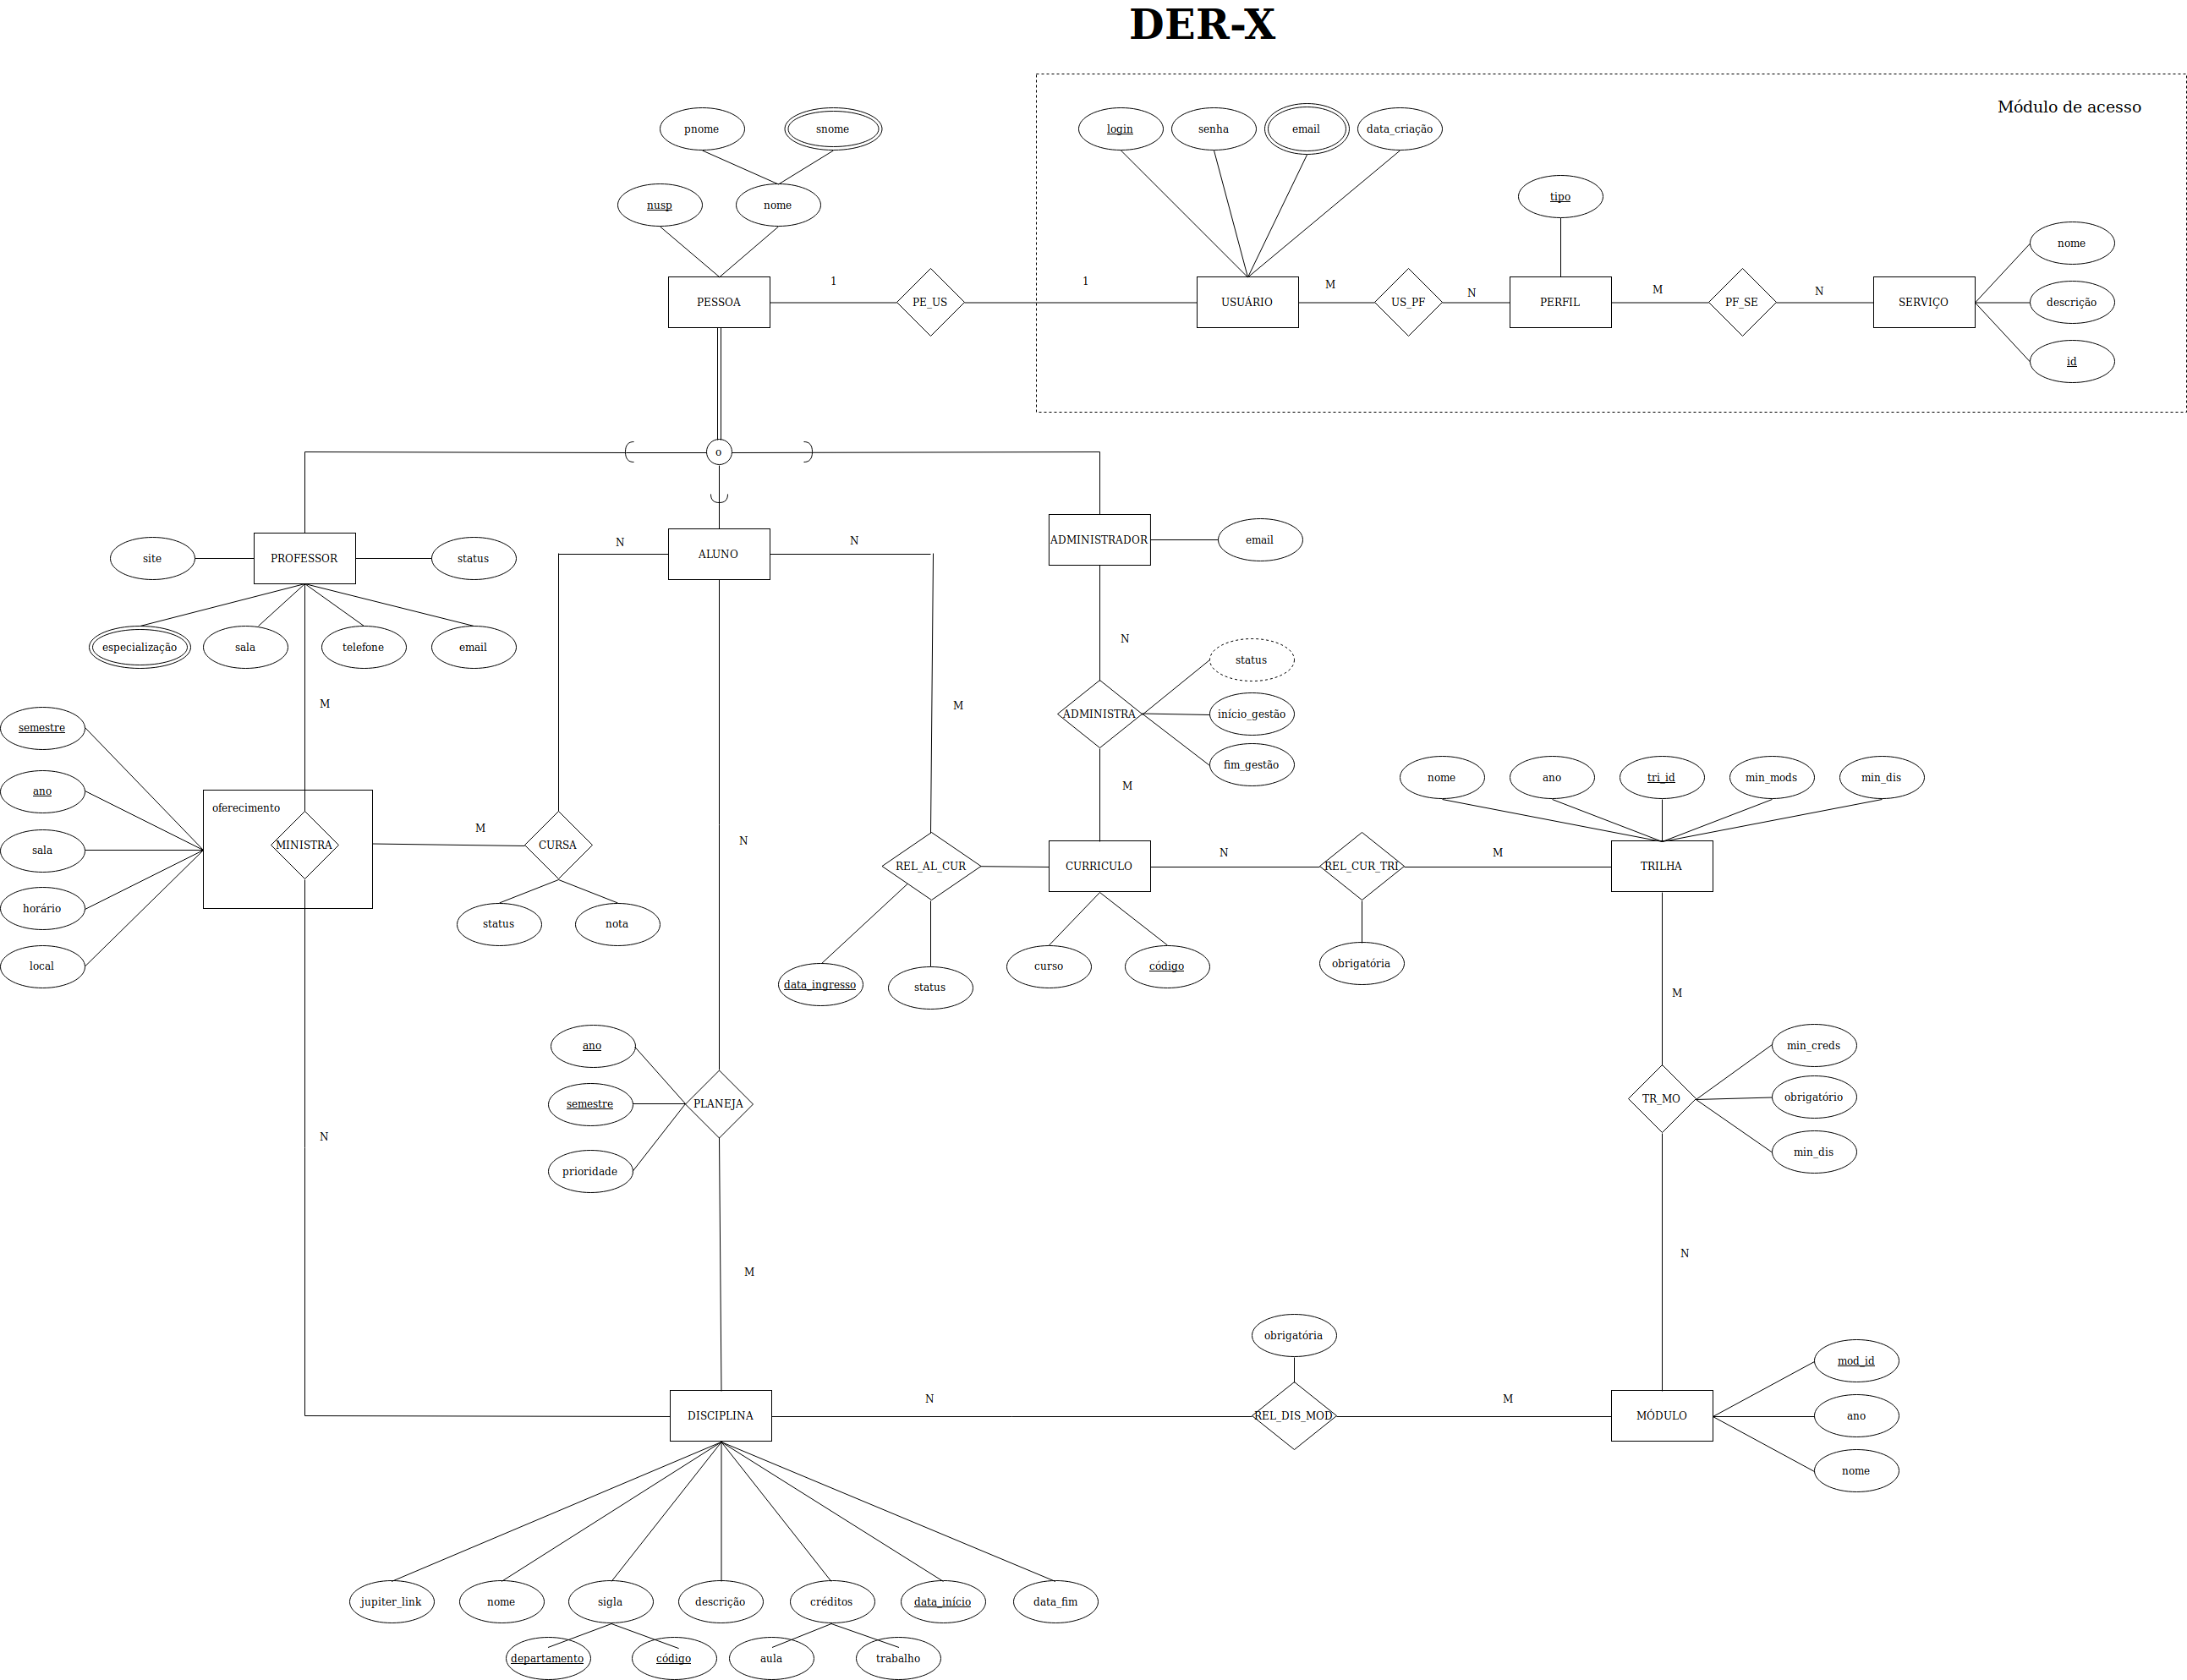 DER-X
Módulo de acesso
pnome
snome
login
senha
email
data_criação
nusp
nome
tipo
nome
PESSOA
1
PE_US
1
USUÁRIO
M
US_PF
N
PERFIL
M
PF_SE
N
SERVIÇO
descrição
id
o
site
PROFESSOR
status
N
ALUNO
N
ADMINISTRADOR
email
especialização
sala
telefone
email
N
status
M
M
ADMINISTRA
início_gestão
semestre
fim_gestão
M
nome
ano
tri_id
min_mods
min_dis
ano
oferecimento
MINISTRA
M
CURSA
N
sala
REL_AL_CUR
CURRICULO
N
REL_CUR_TRI
M
TRILHA
horário
status
nota
local
curso
código
obrigatória
data_ingresso
status
M
ano
min_creds
semestre
PLANEJA
TR_MO
obrigatório
N
prioridade
min_dis
M
N
obrigatória
mod_id
DISCIPLINA
N
REL_DIS_MOD
M
MÓDULO
ano
nome
jupiter_link
nome
sigla
descrição
créditos
data_início
data_fim
departamento
código
aula
trabalho